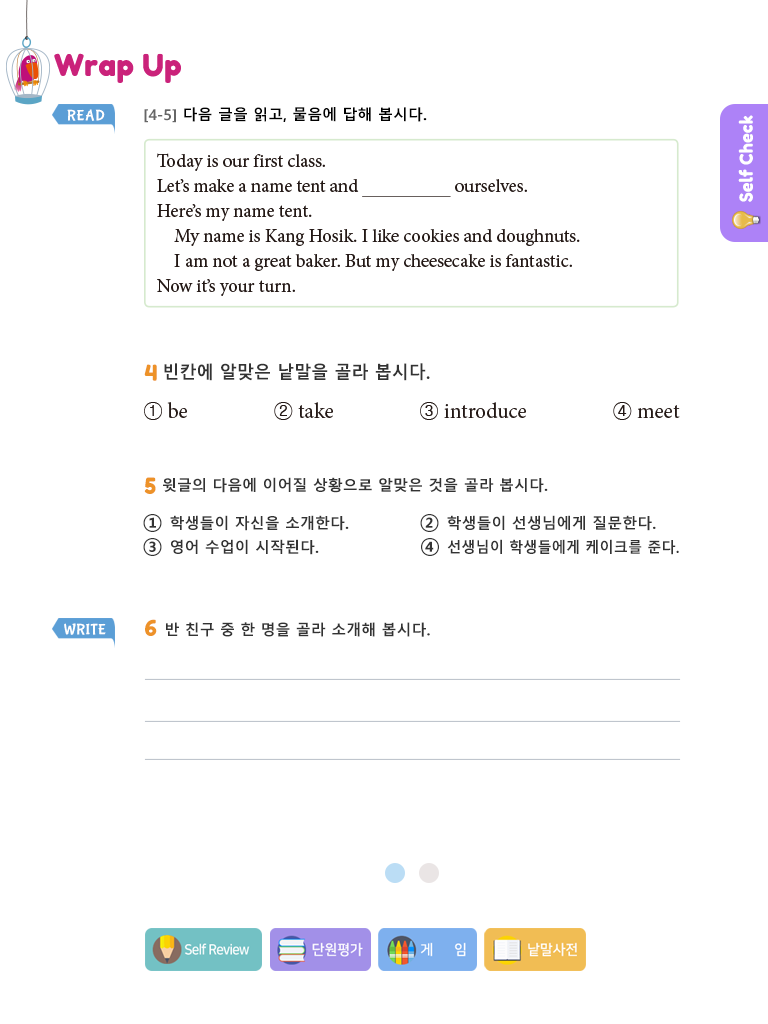 Wrap Up
READ
[4-5] 다음 글을 읽고, 물음에 답해 봅시다.
Self Check
Today is our first class.
Let's make a name tent and __________ ourselves.
Here's my name tent.
My name is Kang Hosik. I like cookies and doughnuts.
I am not a great baker. But my cheesecake is fantastic.
Now it's your turn.
4 빈칸에 알맞은 낱말을 골라 봅시다.
① be ② take ③ introduce ④ meet
5 윗글의 다음에 이어질 상황으로 알맞은 것을 골라 봅시다.
① 학생들이 자신을 소개한다. ② 학생들이 선생님에게 질문한다.
③ 영어 수업이 시작된다. ④ 선생님이 학생들에게 케이크를 준다.
WRITE
6 반 친구 중 한 명을 골라 소개해 봅시다.
Self Review 단원평가 게 임 낱말사전